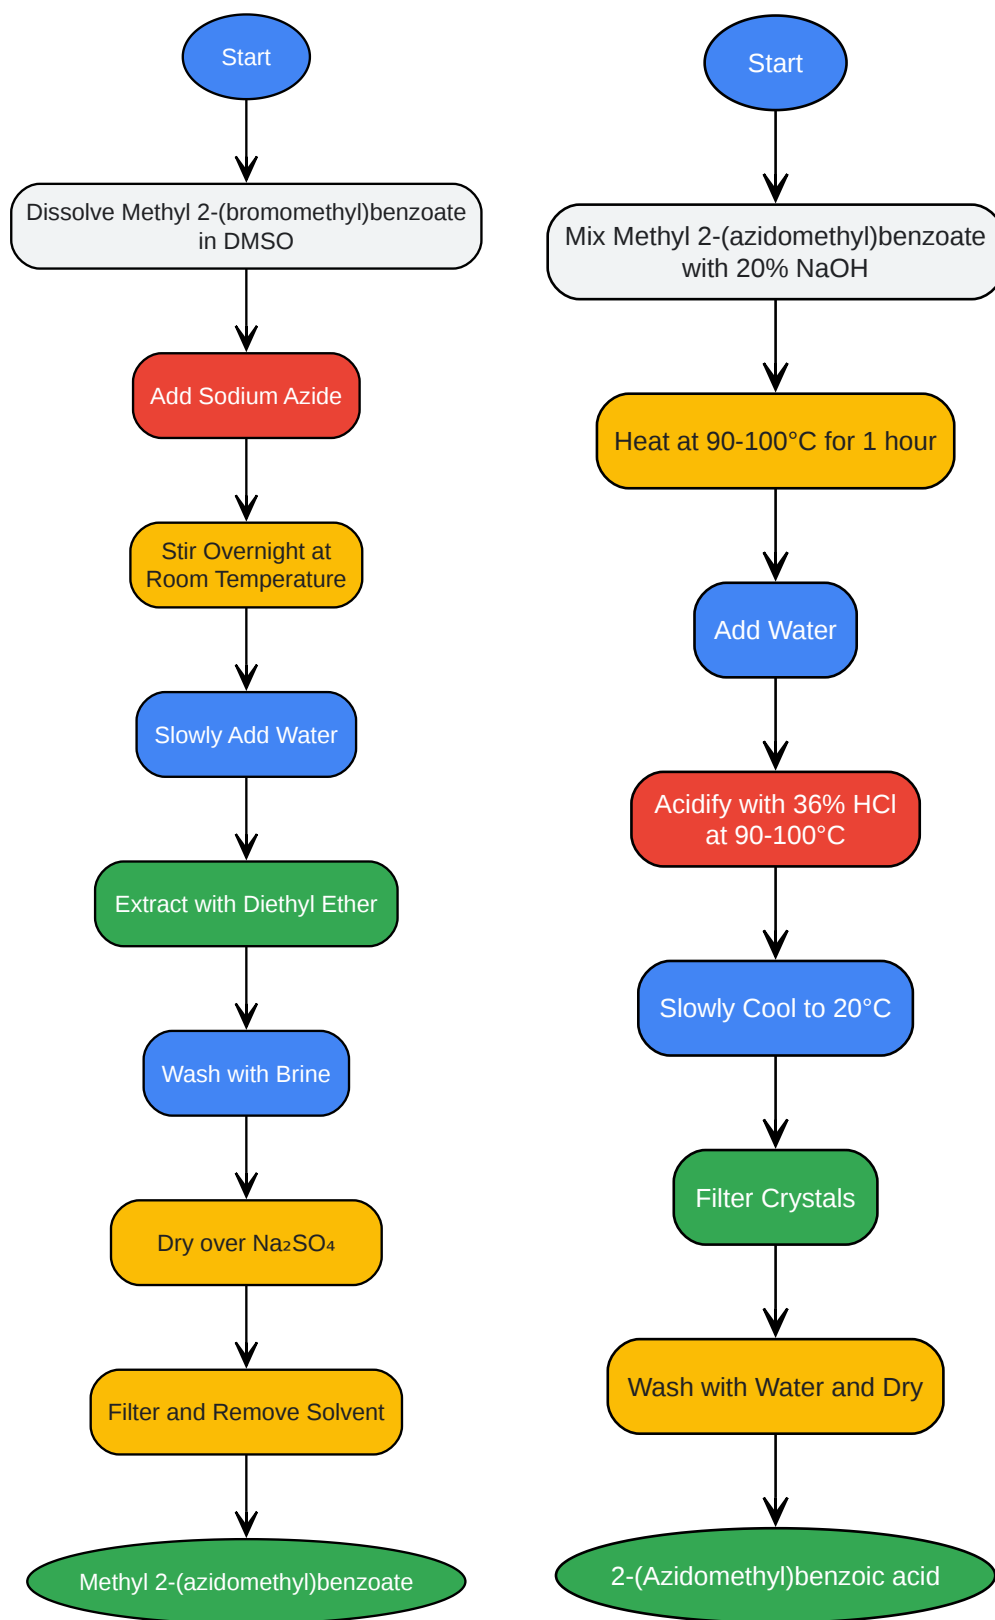 Start
Dissolve Methyl 2-(bromomethyl)benzoate
in DMSO
Add Sodium Azide
Stir Overnight at
Room Temperature
Slowly Add Water
Extract with Diethyl Ether
Wash with Brine
Dry over Na₂SO₄
Filter and Remove Solvent
Methyl 2-(azidomethyl)benzoate
Start
Mix Methyl 2-(azidomethyl)benzoate
with 20% NaOH
Heat at 90-100°C for 1 hour
Add Water
Acidify with 36% HCl
at 90-100°C
Slowly Cool to 20°C
Filter Crystals
Wash with Water and Dry
2-(Azidomethyl)benzoic acid